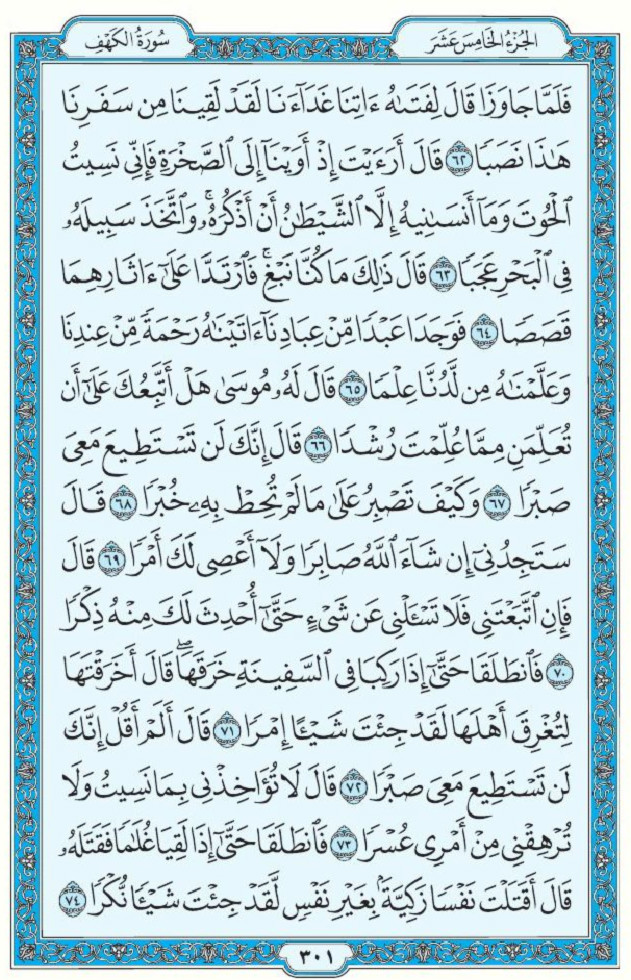 الجُزْءُ الخَامِسَ عَشَرَ
سُورَةُ الكَهْفِ
فَلَمَّا جَاوَزَا قَالَ لِفَتَىٰهُ ءَاتِنَا غَدَآءَنَا لَقَدْ لَقِينَا مِن سَفَرِنَا
هَٰذَا نَصَبًا ٦٢ قَالَ أَرَءَيْتَ إِذْ أَوَيْنَآ إِلَى ٱلصَّخْرَةِ فَإِنِّي نَسِيتُ
ٱلْحُوتَ وَمَآ أَنسَىٰنِيهُ إِلَّا ٱلشَّيْطَٰنُ أَنْ أَذْكُرَهُۥۚ وَٱتَّخَذَ سَبِيلَهُۥ
فِي ٱلْبَحْرِ عَجَبًا ٦٣ قَالَ ذَٰلِكَ مَا كُنَّا نَبْغِۚ فَٱرْتَدَّا عَلَىٰٓ ءَاثَارِهِمَا
قَصَصًا ٦٤ فَوَجَدَا عَبْدًا مِّنْ عِبَادِنَآ ءَاتَيْنَٰهُ رَحْمَةً مِّنْ عِندِنَا
وَعَلَّمْنَٰهُ مِن لَّدُنَّا عِلْمًا ٦٥ قَالَ لَهُۥ مُوسَىٰ هَلْ أَتَّبِعُكَ عَلَىٰٓ أَن
تُعَلِّمَنِ مِمَّا عُلِّمْتَ رُشْدًا ٦٦ قَالَ إِنَّكَ لَن تَسْتَطِيعَ مَعِيَ
صَبْرًا ٦٧ وَكَيْفَ تَصْبِرُ عَلَىٰ مَا لَمْ تُحِطْ بِهِۦ خُبْرًا ٦٨ قَالَ
سَتَجِدُنِيٓ إِن شَآءَ ٱللَّهُ صَابِرًا وَلَآ أَعْصِي لَكَ أَمْرًا ٦٩ قَالَ
فَإِنِ ٱتَّبَعْتَنِي فَلَا تَسْـَٔلْنِي عَن شَيْءٍ حَتَّىٰٓ أُحْدِثَ لَكَ مِنْهُ ذِكْرًا
٧٠ فَٱنطَلَقَا حَتَّىٰٓ إِذَا رَكِبَا فِي ٱلسَّفِينَةِ خَرَقَهَاۖ قَالَ أَخَرَقْتَهَا
لِتُغْرِقَ أَهْلَهَا لَقَدْ جِئْتَ شَيْـًٔا إِمْرًا ٧١ قَالَ أَلَمْ أَقُلْ إِنَّكَ
لَن تَسْتَطِيعَ مَعِيَ صَبْرًا ٧٢ قَالَ لَا تُؤَاخِذْنِي بِمَا نَسِيتُ وَلَا
تُرْهِقْنِي مِنْ أَمْرِي عُسْرًا ٧٣ فَٱنطَلَقَا حَتَّىٰٓ إِذَا لَقِيَا غُلَٰمًا فَقَتَلَهُۥ
قَالَ أَقَتَلْتَ نَفْسًا زَكِيَّةًۢ بِغَيْرِ نَفْسٍ لَّقَدْ جِئْتَ شَيْـًٔا نُّكْرًا ٧٤
٣٠١